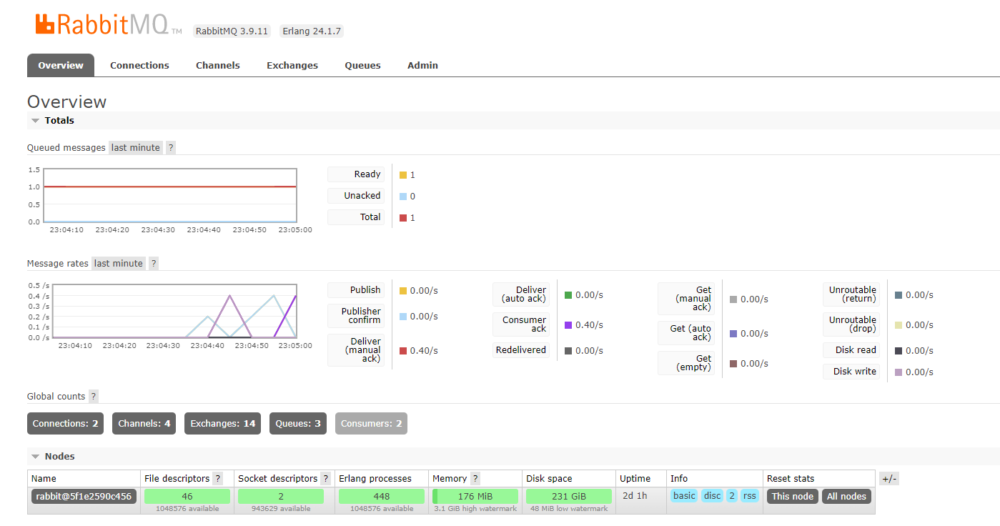 RabbitMQ TM RabbitMQ 3.9.11 Erlang 24.1.7
Overview Connections Channels Exchanges Queues Admin
Overview
Totals
Queued messages last minute ?
1.5
1.0
0.5
0.0
23:04:10 23:04:20 23:04:30 23:04:40 23:04:50 23:05:00
Ready 1
Unacked 0
Total 1
Message rates last minute ?
0.5 /s
0.4 /s
0.3 /s
0.2 /s
0.1 /s
0.0 /s
23:04:10 23:04:20 23:04:30 23:04:40 23:04:50 23:05:00
Publish 0.00/s
Publisher
confirm 0.00/s
Deliver
(manual
ack) 0.40/s
Deliver
(auto ack) 0.00/s
Consumer
ack 0.40/s
Redelivered 0.00/s
Get
(manual
ack) 0.00/s
Get (auto
ack) 0.00/s
Get
(empty) 0.00/s
Unroutable
(return) 0.00/s
Unroutable
(drop) 0.00/s
Disk read 0.00/s
Disk write 0.00/s
Global counts ?
Connections: 2 Channels: 4 Exchanges: 14 Queues: 3 Consumers: 2
Nodes
Name File descriptors ? Socket descriptors ? Erlang processes Memory ? Disk space Uptime Info Reset stats +/-
rabbit@5f1e2590c456 46 2 448 176 MiB 231 GiB 2d 1h basic disc 2 rss This node All nodes
1048576 available 943629 available 1048576 available 3.1 GiB high watermark 48 MiB low watermark